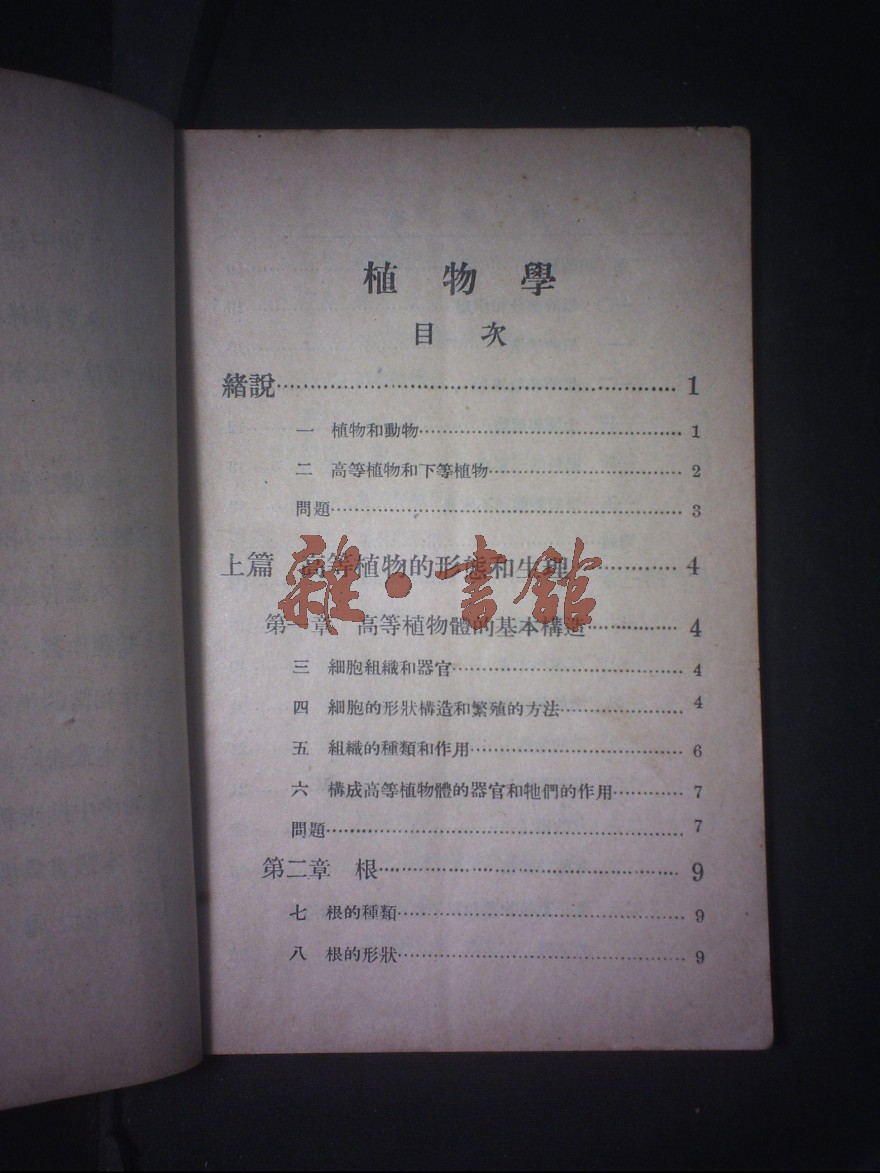 植物學
目次
緒說……1
一 植物和動物……1
二 高等植物和下等植物……2
問題……3
上篇 高等植物的形態和生理……4
雜·書館
第一章 高等植物體的基本構造……4
三 細胞組織和器官……4
四 細胞的形狀構造和繁殖的方法……4
五 組織的種類和作用……6
六 構成高等植物體的器官和牠們的作用……7
問題……7
第二章 根……9
七 根的種類……9
八 根的形狀……9